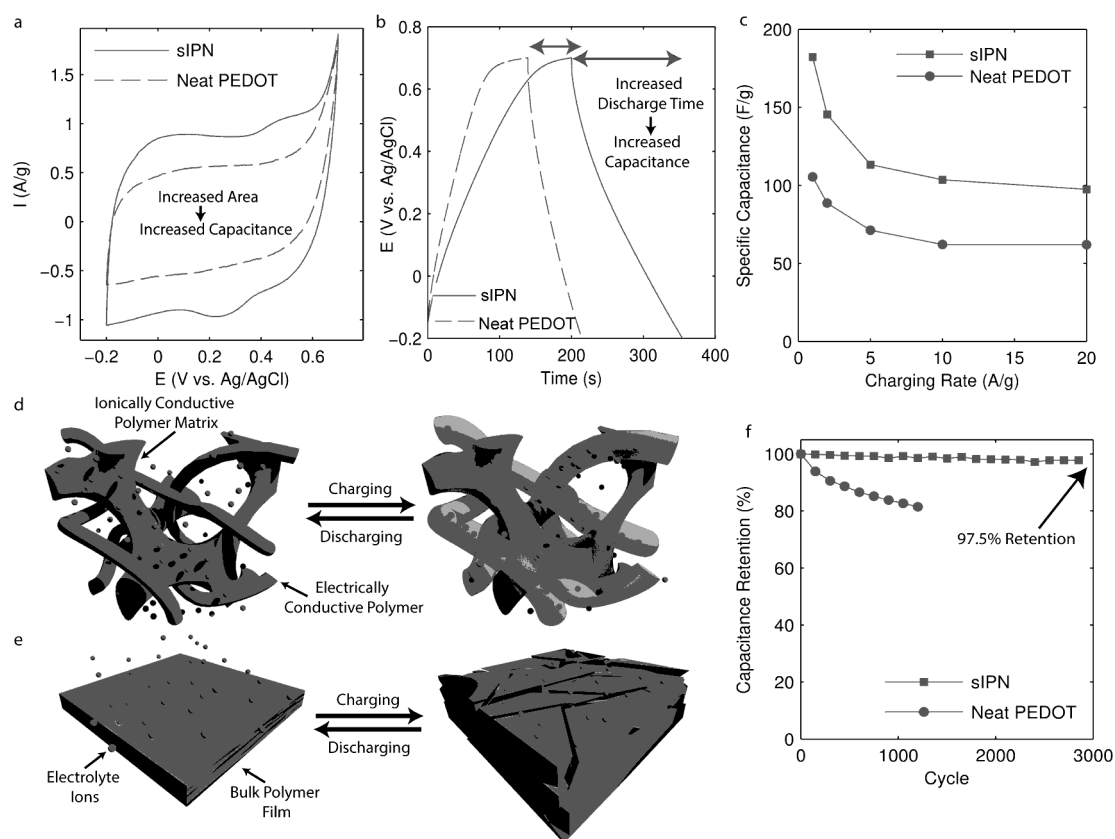 a
sIPN
Neat PEDOT
I (A/g)
1.5
1
0.5
0
−0.5
−1
Increased Area
Increased Capacitance
−0.2
0
0.2
0.4
0.6
E (V vs. Ag/AgCl)
b
E (V vs. Ag/AgCl)
0.8
0.6
0.4
0.2
0
−0.2
Increased
Discharge Time
Increased
Capacitance
sIPN
Neat PEDOT
0
100
200
300
400
Time (s)
c
Specific Capacitance (F/g)
200
150
100
50
0
sIPN
Neat PEDOT
5
10
15
20
Charging Rate (A/g)
d
Ionically Conductive
Polymer Matrix
Charging
Discharging
Electrically
Conductive Polymer
e
Charging
Discharging
Electrolyte
Ions
Bulk Polymer
Film
f
Capacitance Retention (%)
100
80
60
40
20
0
97.5% Retention
sIPN
Neat PEDOT
0
1000
2000
3000
Cycle